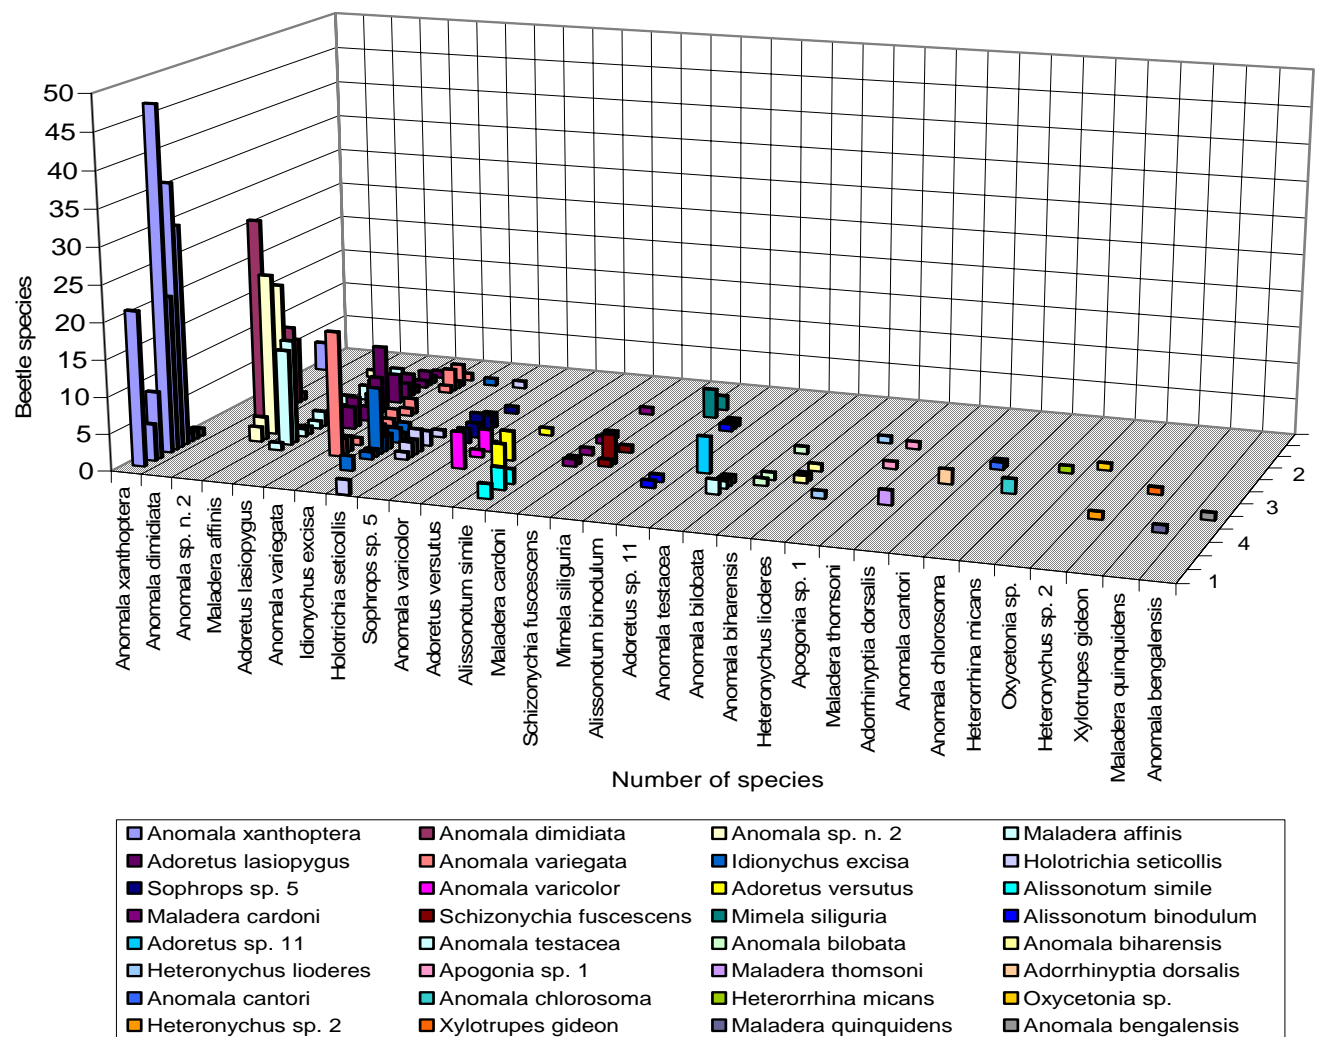 50
45
40
35
30
25
20
15
10
5
0
Beetle species
2
3
4
1
Anomala xanthoptera
Anomala dimidiata
Anomala sp. n. 2
Maladera affinis
Adoretus lasiopygus
Anomala variegata
Idionychus excisa
Holotrichia seticollis
Sophrops sp. 5
Anomala varicolor
Adoretus versutus
Alissonotum simile
Maladera cardoni
Schizonychia fuscescens
Mimela siliguria
Alissonotum binodulum
Adoretus sp. 11
Anomala testacea
Anomala bilobata
Anomala biharensis
Heteronychus lioderes
Apogonia sp. 1
Maladera thomsoni
Adorrhinyptia dorsalis
Anomala cantori
Anomala chlorosoma
Heterorrhina micans
Oxycetonia sp.
Heteronychus sp. 2
Xylotrupes gideon
Maladera quinquidens
Anomala bengalensis
Number of species
Anomala xanthoptera Anomala dimidiata Anomala sp. n. 2 Maladera affinis
Adoretus lasiopygus Anomala variegata Idionychus excisa Holotrichia seticollis
Sophrops sp. 5 Anomala varicolor Adoretus versutus Alissonotum simile
Maladera cardoni Schizonychia fuscescens Mimela siliguria Alissonotum binodulum
Adoretus sp. 11 Anomala testacea Anomala bilobata Anomala biharensis
Heteronychus lioderes Apogonia sp. 1 Maladera thomsoni Adorrhinyptia dorsalis
Anomala cantori Anomala chlorosoma Heterorrhina micans Oxycetonia sp.
Heteronychus sp. 2 Xylotrupes gideon Maladera quinquidens Anomala bengalensis